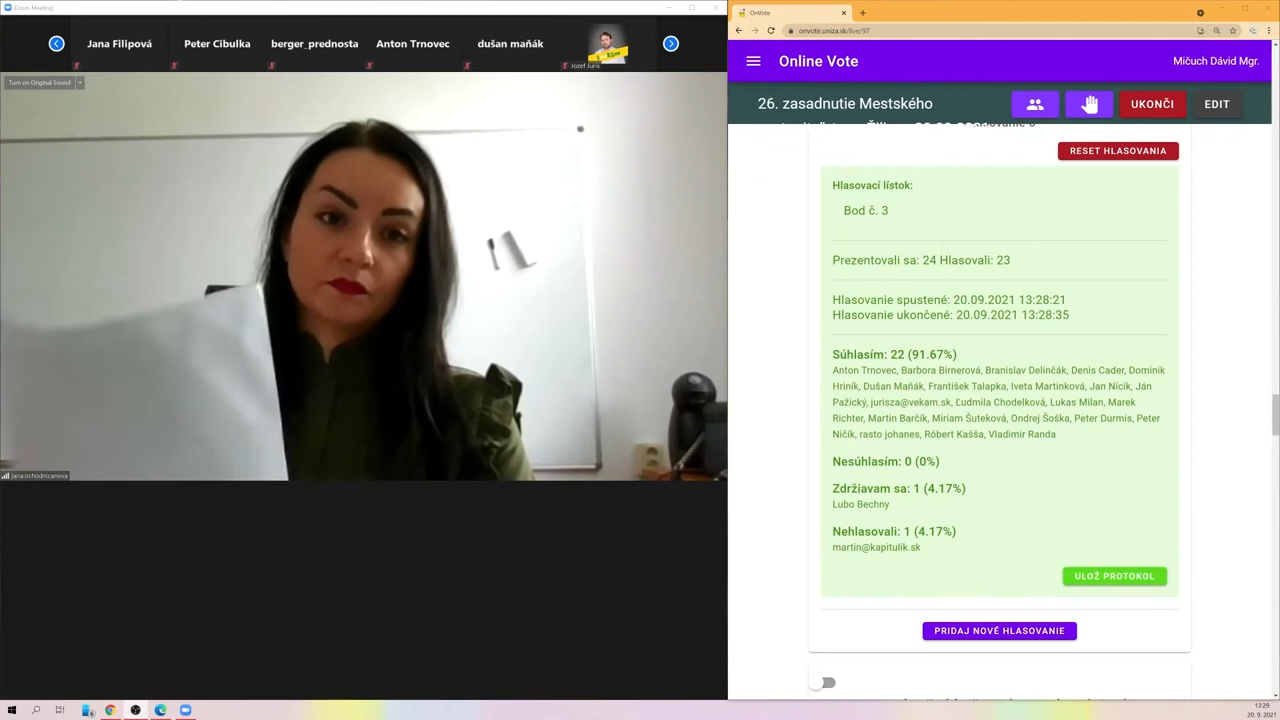 Zoom Meeting
Jana Filipová
Peter Cibulka
berger_prednosta
Anton Trnovec
dušan maňák
Jozef Juriš
Turn on Original Sound
jana.ochodnicanova
OnVote
onvote.uniza.sk/live/97
Online Vote
Mičuch Dávid Mgr.
26. zasadnutie Mestského
UKONČI
EDIT
RESET HLASOVANIA
Hlasovací lístok:
Bod č. 3
Prezentovali sa: 24 Hlasovali: 23
Hlasovanie spustené: 20.09.2021 13:28:21
Hlasovanie ukončené: 20.09.2021 13:28:35
Súhlasím: 22 (91.67%)
Anton Trnovec, Barbora Birnerová, Branislav Delinčák, Denis Cader, Dominik
Hriník, Dušan Maňák, František Talapka, Iveta Martinková, Jan Nicik, Ján
Pažický, jurisza@vekam.sk, Ľudmila Chodelková, Lukas Milan, Marek
Richter, Martin Barčík, Miriam Šuteková, Ondrej Šoška, Peter Durmis, Peter
Ničík, rasto johanes, Róbert Kašša, Vladimir Randa
Nesúhlasím: 0 (0%)
Zdržiavam sa: 1 (4.17%)
Lubo Bechny
Nehlasovali: 1 (4.17%)
martin@kapitulik.sk
ULOŽ PROTOKOL
PRIDAJ NOVÉ HLASOVANIE
13:29
20. 9. 2021